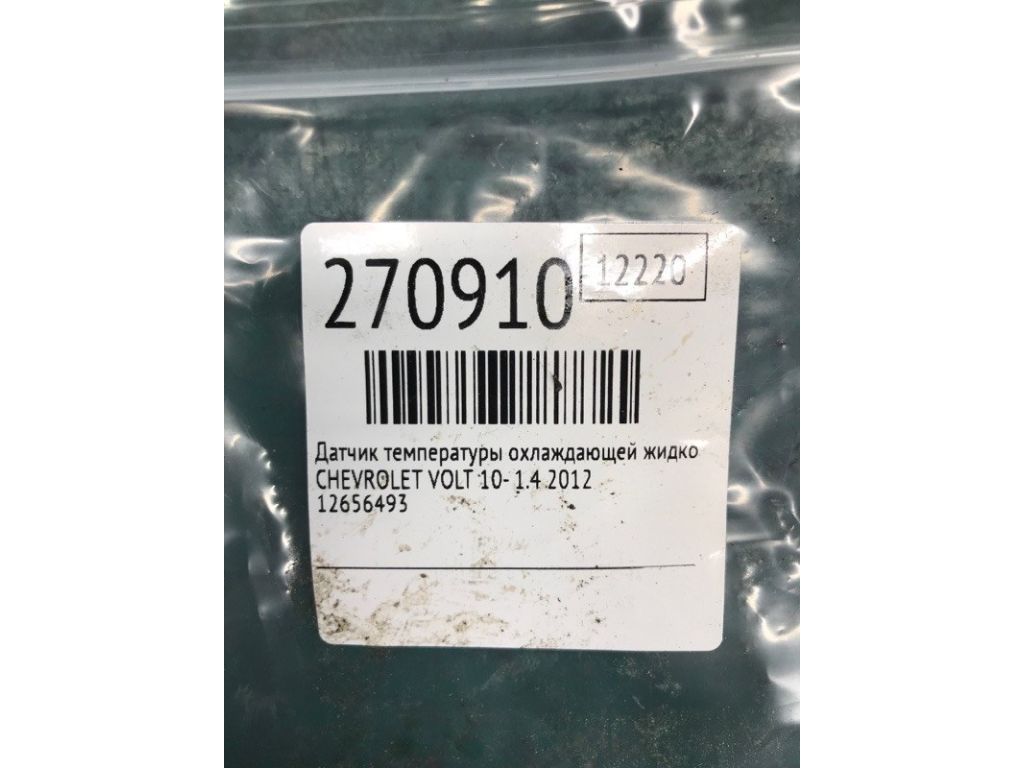 270910
12220
Датчик температуры охлаждающей жидко
CHEVROLET VOLT 10- 1.4 2012
12656493